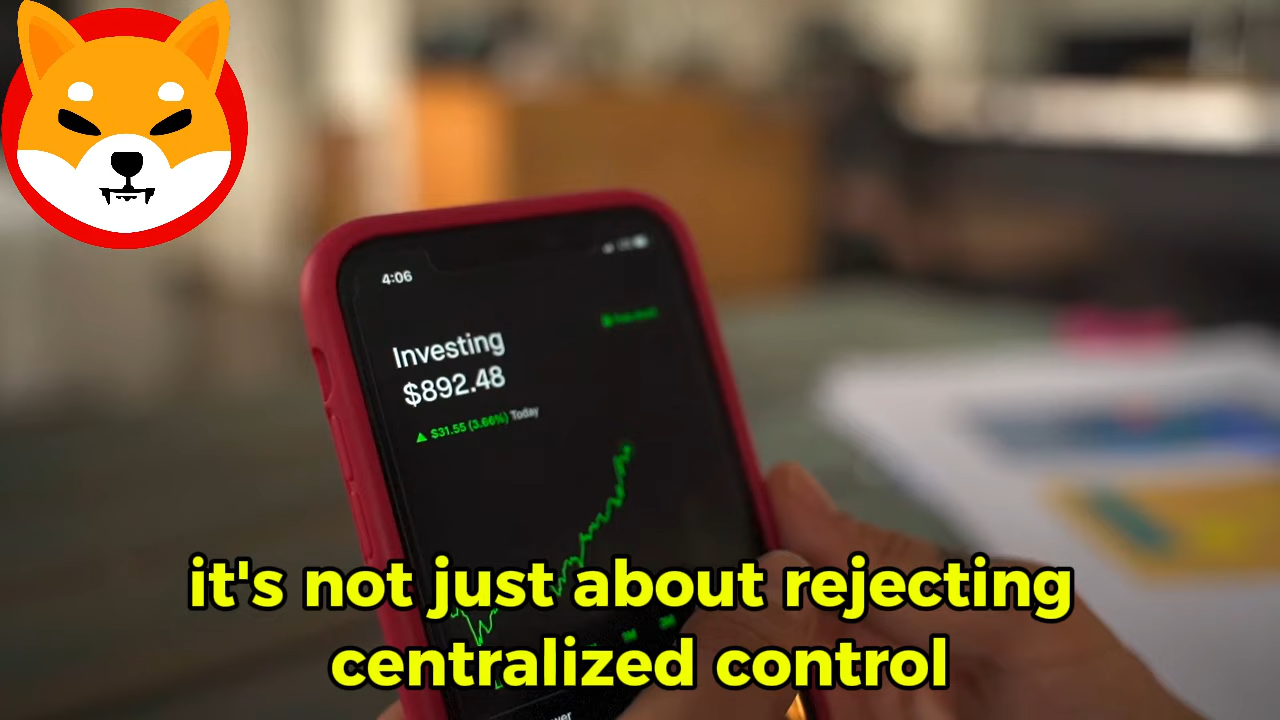 4:06
Investing
$892.48
▲ $31.55 (3.66%) Today
it's not just about rejecting
centralized control